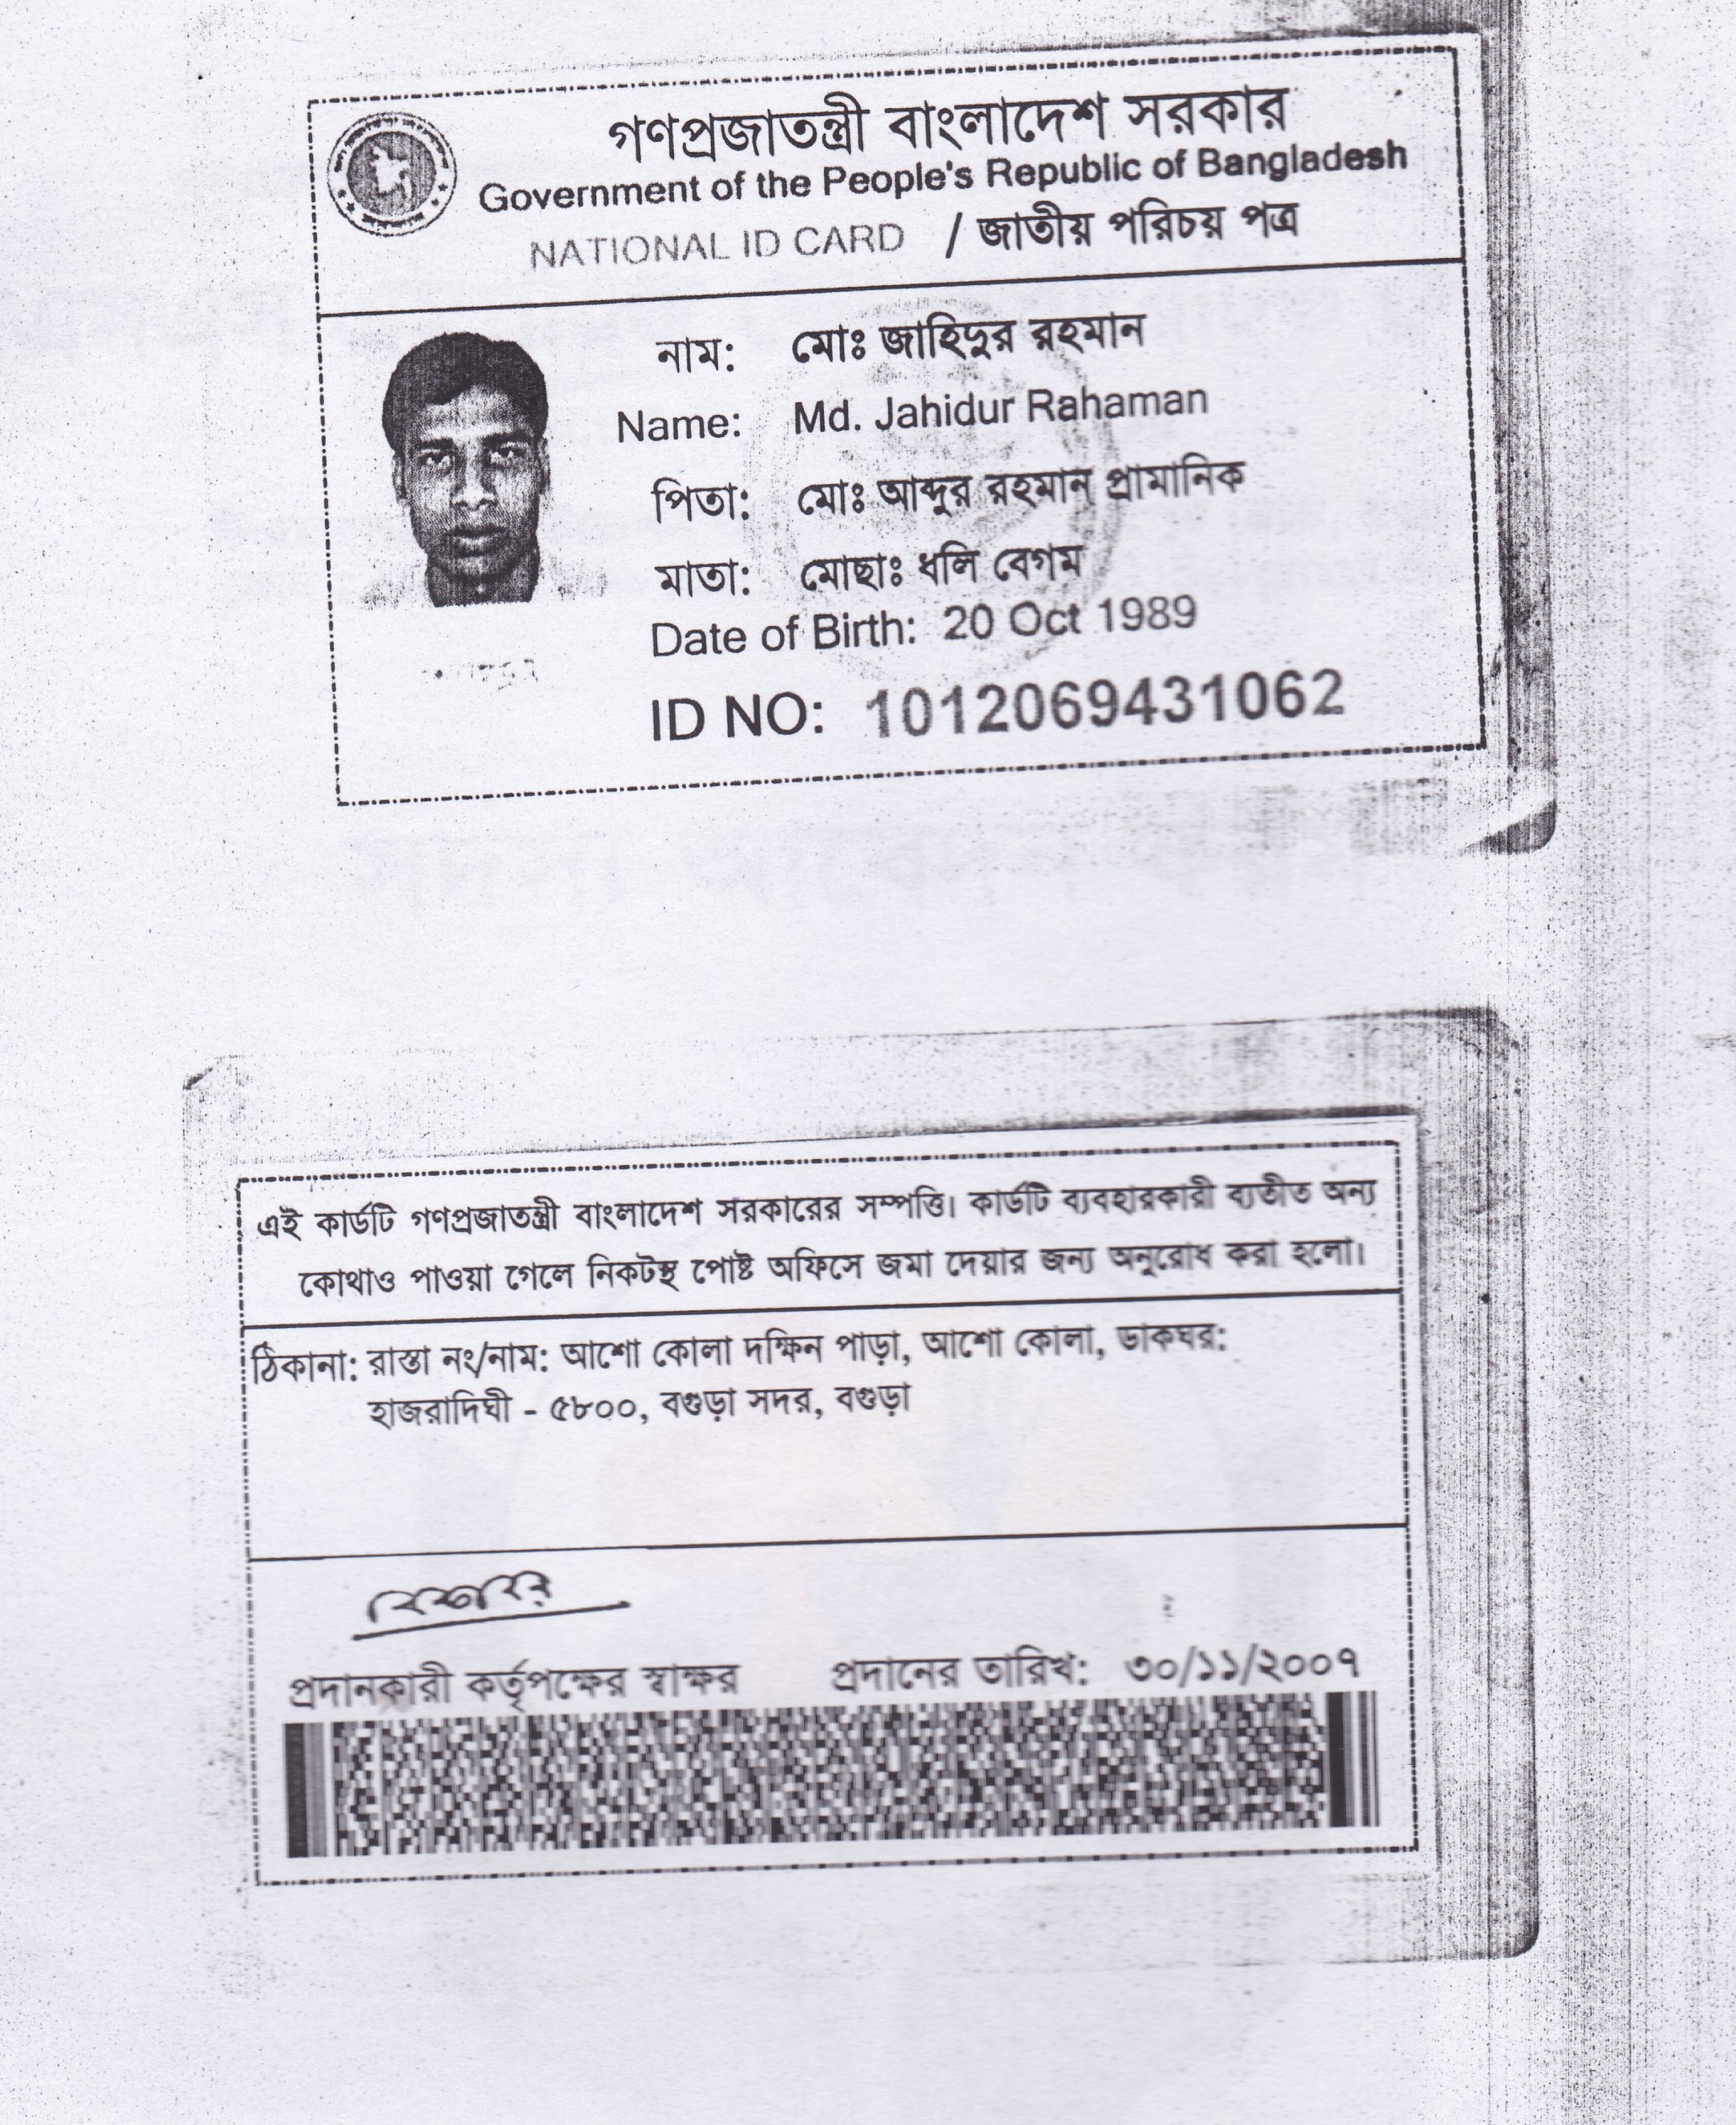 গণপ্রজাতন্ত্রী বাংলাদেশ সরকার
Government of the People's Republic of Bangladesh
NATIONAL ID CARD / জাতীয় পরিচয় পত্র
নাম: মোঃ জাহিদুর রহমান
Name: Md. Jahidur Rahaman
পিতা: মোঃ আব্দুর রহমান প্রামানিক
মাতা: মোছাঃ ধলি বেগম
Date of Birth: 20 Oct 1989
ID NO: 1012069431062
এই কার্ডটি গণপ্রজাতন্ত্রী বাংলাদেশ সরকারের সম্পত্তি। কার্ডটি ব্যবহারকারী ব্যতীত অন্য
কোথাও পাওয়া গেলে নিকটস্থ পোষ্ট অফিসে জমা দেয়ার জন্য অনুরোধ করা হলো।
ঠিকানা: রাস্তা নং/নাম: আশো কোলা দক্ষিন পাড়া, আশো কোলা, ডাকঘর:
হাজরাদিঘী - ৫৮০০, বগুড়া সদর, বগুড়া
প্রদানকারী কর্তৃপক্ষের স্বাক্ষর প্রদানের তারিখ: ৩০/১১/২০০৭